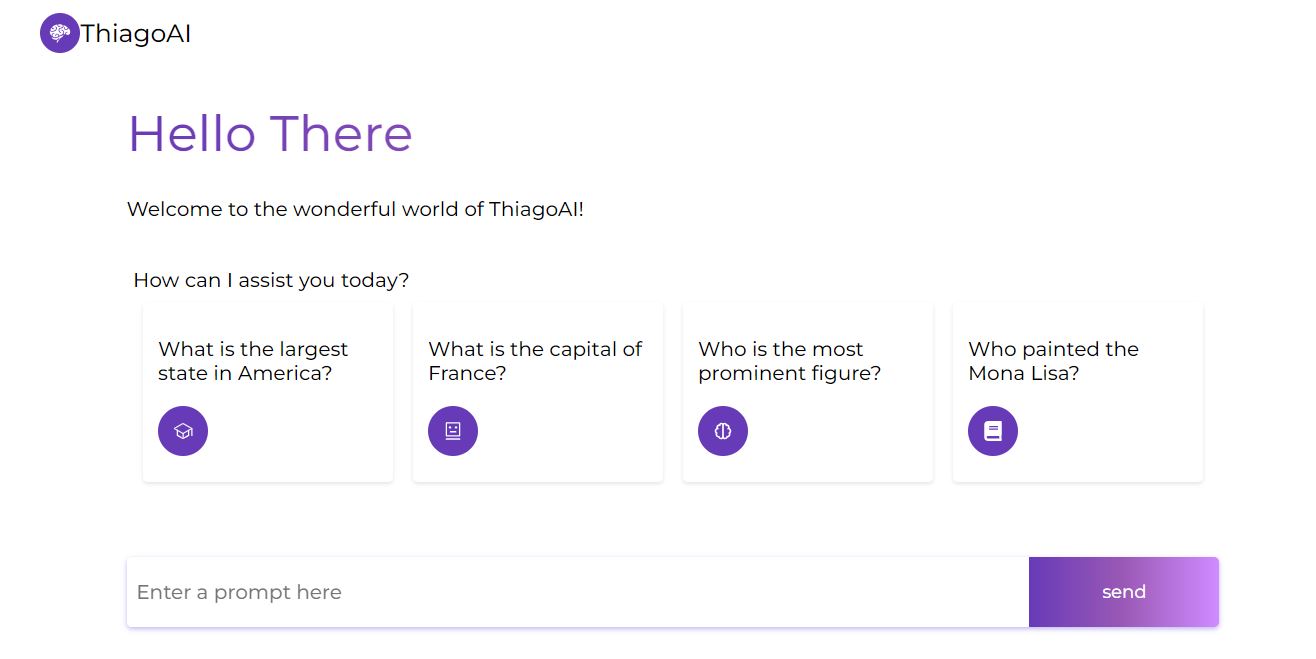 ThiagoAI
Hello There
Welcome to the wonderful world of ThiagoAI!
How can I assist you today?
What is the largest
state in America?
What is the capital of
France?
Who is the most
prominent figure?
Who painted the
Mona Lisa?
Enter a prompt here
send